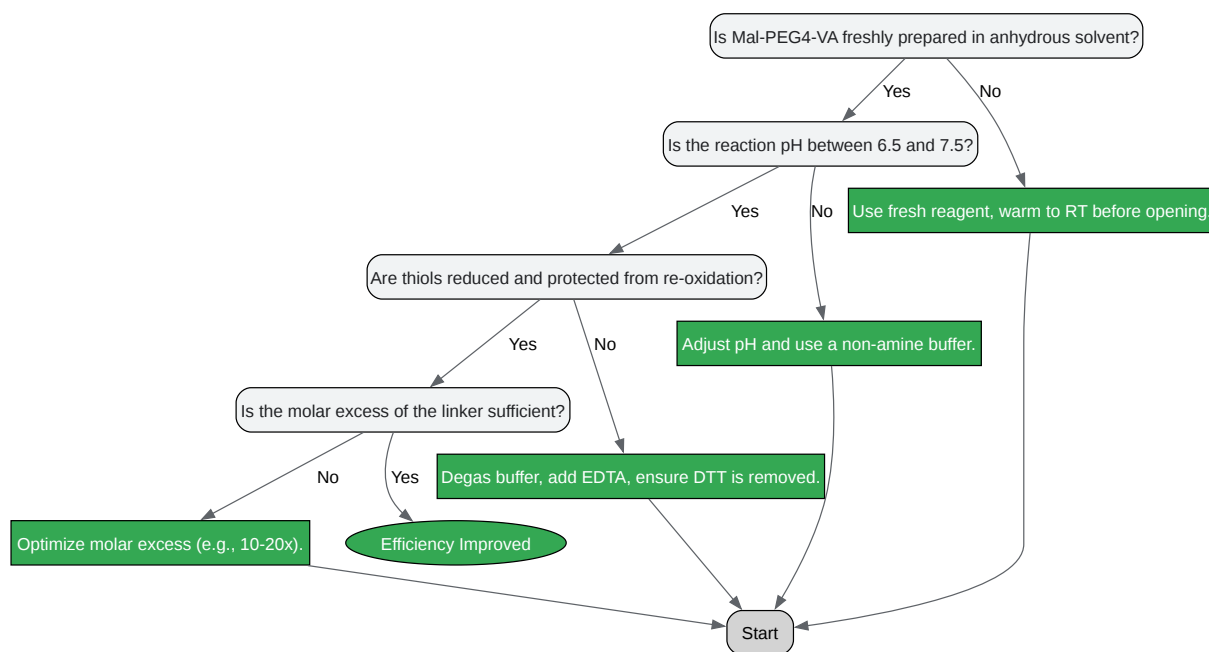 Is Mal-PEG4-VA freshly prepared in anhydrous solvent?
Yes
No
Is the reaction pH between 6.5 and 7.5?
Yes
No
Use fresh reagent, warm to RT before opening.
Are thiols reduced and protected from re-oxidation?
Yes
No
Adjust pH and use a non-amine buffer.
Is the molar excess of the linker sufficient?
No
Yes
Degas buffer, add EDTA, ensure DTT is removed.
Optimize molar excess (e.g., 10-20x).
Efficiency Improved
Start